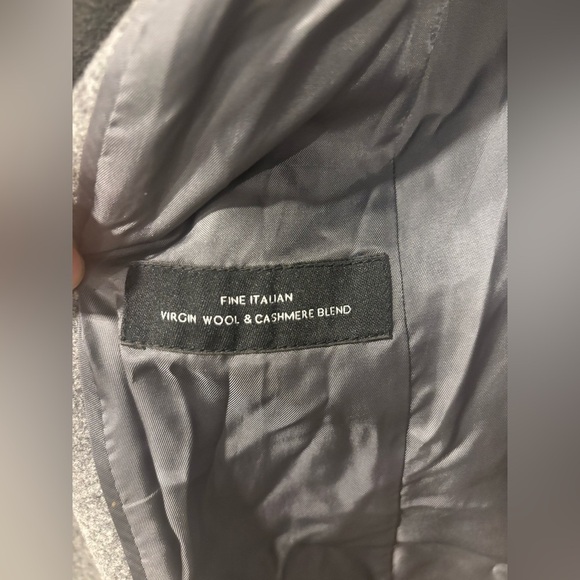 FINE ITALIAN
VIRGIN WOOL & CASHMERE BLEND